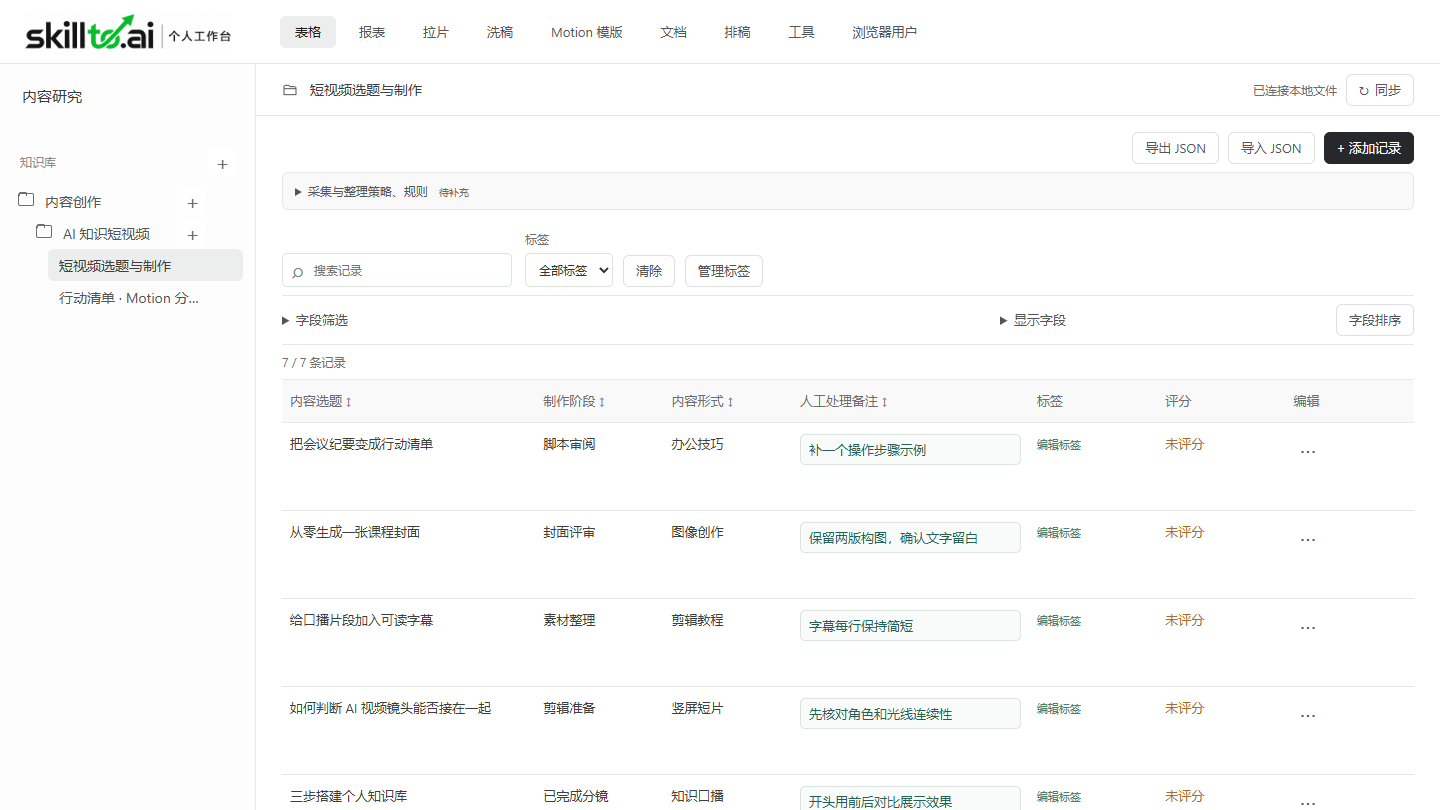 skillto.ai 个人工作台
表格 报表 拉片 洗稿 Motion 模版 文档 排稿 工具 浏览器用户
内容研究
短视频选题与制作
已连接本地文件
↻ 同步
知识库 +
内容创作 +
AI 知识短视频 +
短视频选题与制作
行动清单 · Motion 分...
导出 JSON 导入 JSON + 添加记录
▶ 采集与整理策略、规则 待补充
标签
搜索记录 全部标签 清除 管理标签
▶ 字段筛选 ▶ 显示字段 字段排序
7 / 7 条记录
内容选题 ↕ 制作阶段 ↕ 内容形式 ↕ 人工处理备注 ↕ 标签 评分 编辑
把会议纪要变成行动清单 脚本审阅 办公技巧 补一个操作步骤示例 编辑标签 未评分 ...
从零生成一张课程封面 封面评审 图像创作 保留两版构图，确认文字留白 编辑标签 未评分 ...
给口播片段加入可读字幕 素材整理 剪辑教程 字幕每行保持简短 编辑标签 未评分 ...
如何判断 AI 视频镜头能否接在一起 剪辑准备 竖屏短片 先核对角色和光线连续性 编辑标签 未评分 ...
三步搭建个人知识库 已完成分镜 知识口播 开头用前后对比展示效果 编辑标签 未评分 ...